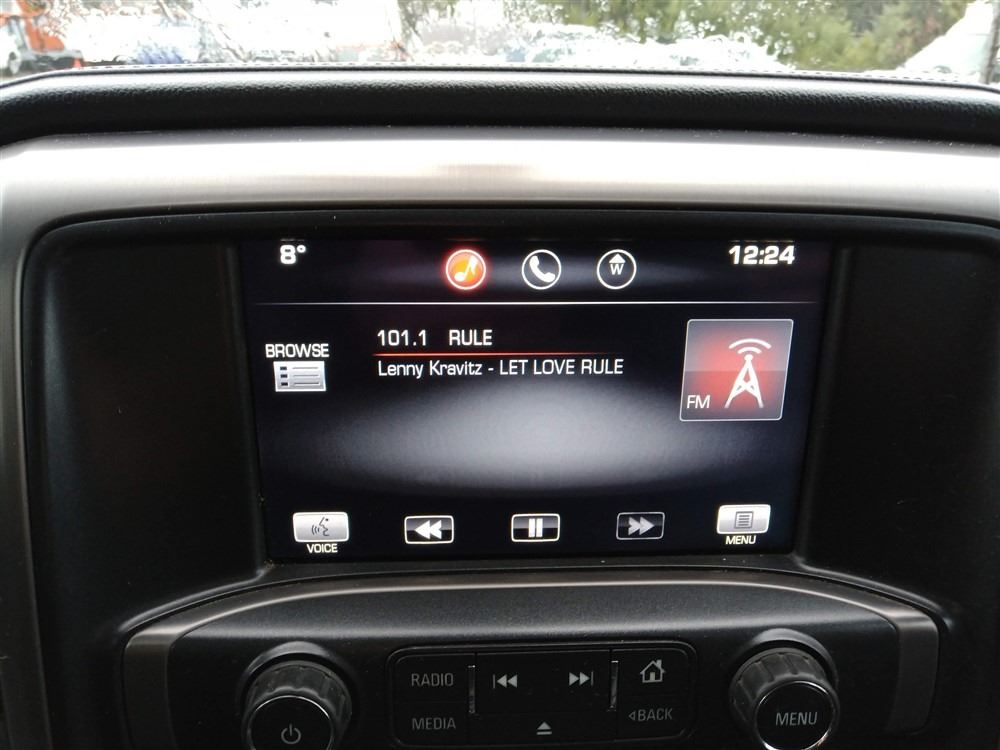 8° W 12:24
BROWSE
101.1 RULE
Lenny Kravitz - LET LOVE RULE
FM
VOICE
MENU
RADIO
MEDIA
BACK
MENU